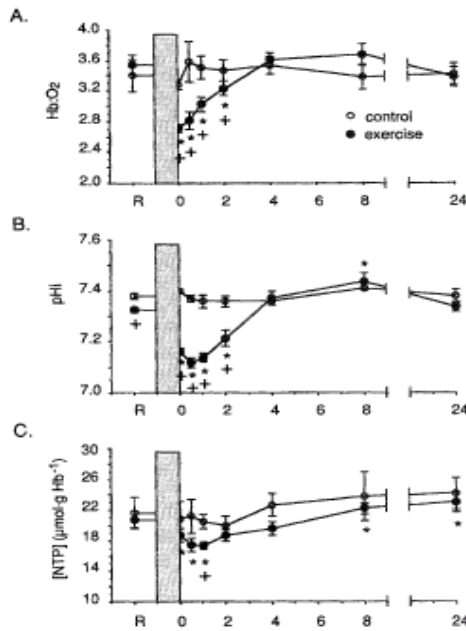 A.
4.0
3.6
3.2
2.8
2.4
2.0
Hb:O2
control
exercise
* * * *
+ + + +
R 0 2 4 6 8 24
B.
7.6
7.4
7.2
7.0
pHi
*
+
* * * *
+ + + +
R 0 2 4 6 8 24
C.
30
26
22
18
14
10
[NTP] (μmol·g Hb⁻¹)
* * * * *
+
R 0 2 4 6 8 24